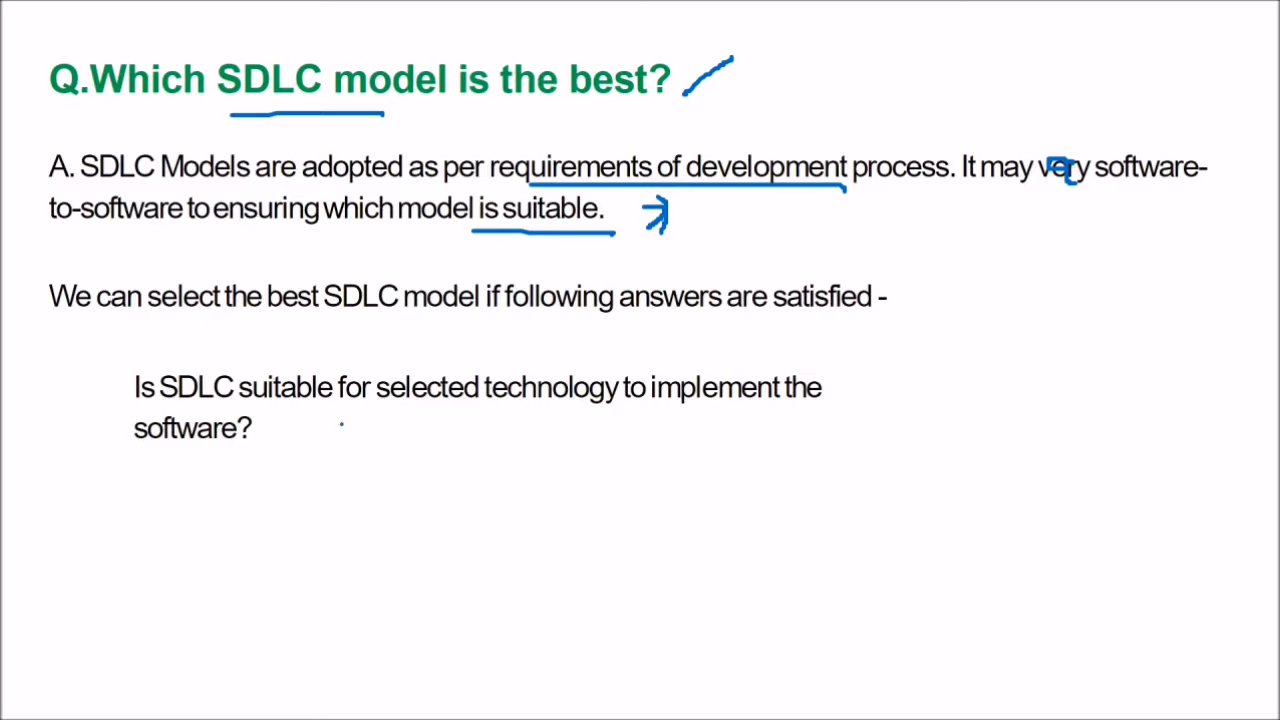 Q.Which SDLC model is the best?
A. SDLC Models are adopted as per requirements of development process. It may very software-
to-software to ensuring which model is suitable.
We can select the best SDLC model if following answers are satisfied -
Is SDLC suitable for selected technology to implement the
software?